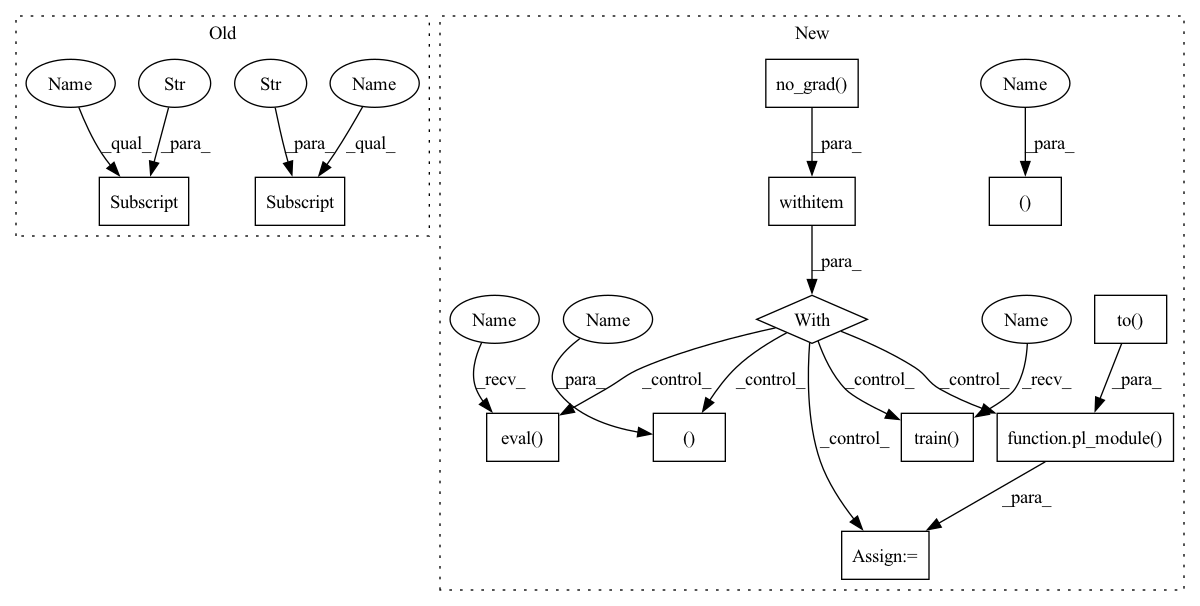 Old
New
Name
Str
Str
Name
no_grad()
Name
_qual_
_para_
_para_
_qual_
_para_
_para_
Subscript
Subscript
withitem
()
_para_
Name
Name
With
Name
to()
_recv_
_para_
_control_
_control_
_control_
_control_
_recv_
_para_
eval()
()
_control_
train()
function.pl_module()
_para_
Assign:=